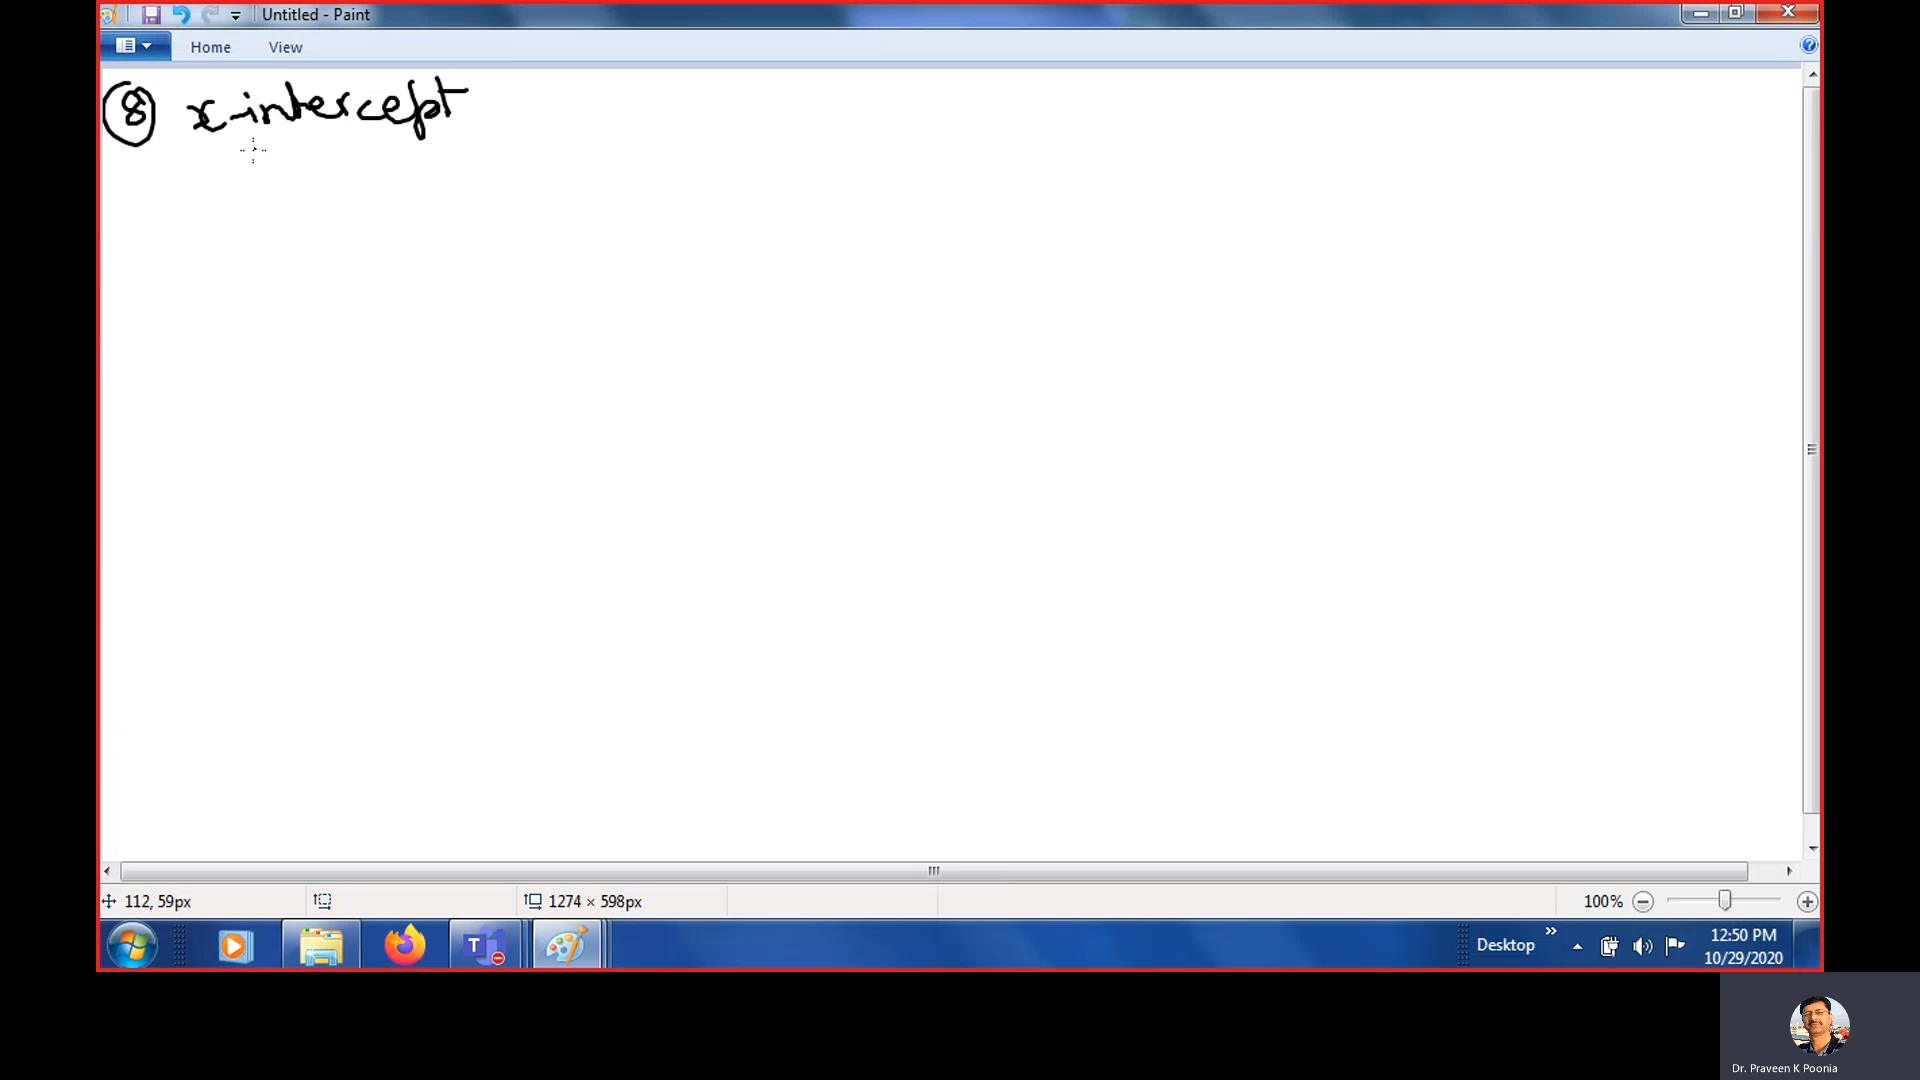 Untitled - Paint
Home View
8 x-intercept
112, 59px 1274 × 598px 100%
Desktop » 12:50 PM
10/29/2020
Dr. Praveen K Poonia